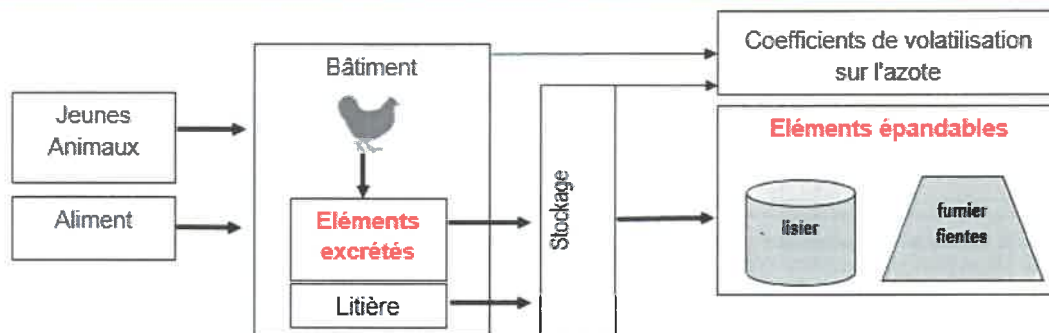 Jeunes
Animaux
Aliment
Bâtiment
Eléments
excrétés
Litière
Stockage
Coefficients de volatilisation
sur l'azote
Eléments épandables
lisier
fumier
fientes